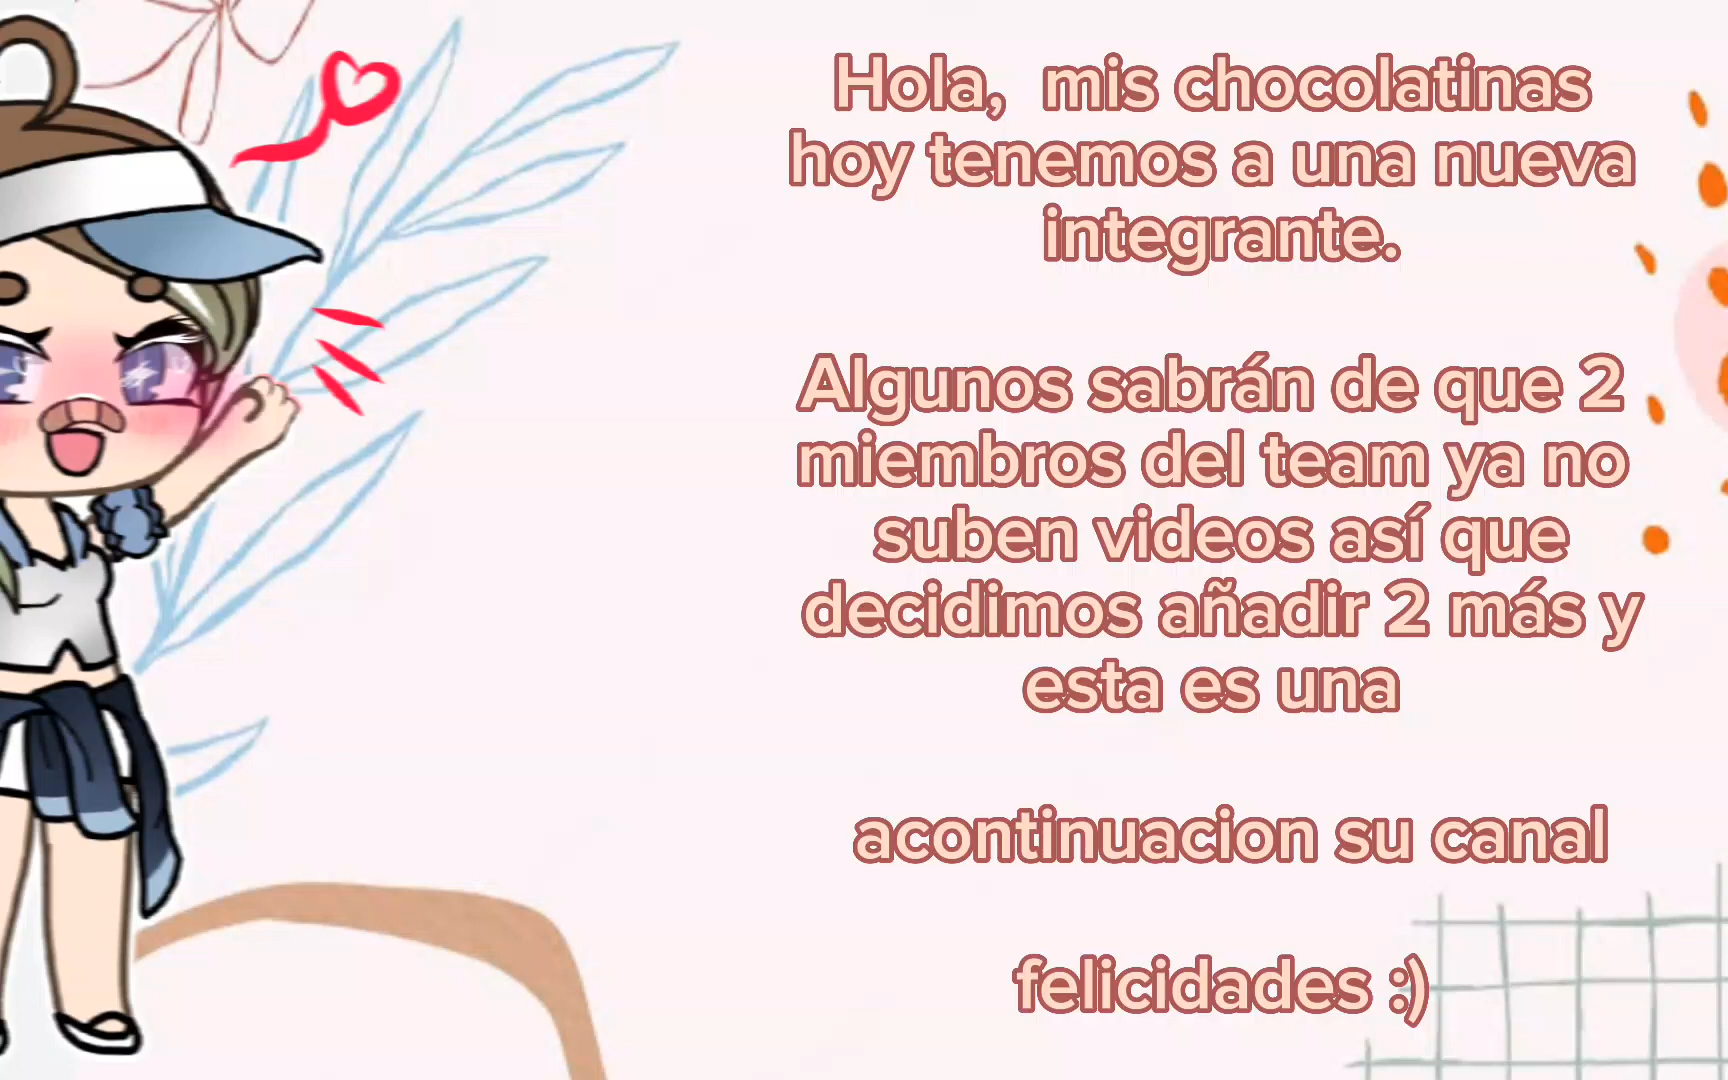 Hola, mis chocolatinas
hoy tenemos a una nueva
integrante.
Algunos sabrán de que 2
miembros del team ya no
suben videos así que
decidimos añadir 2 más y
esta es una
acontinuacion su canal
felicidades :)